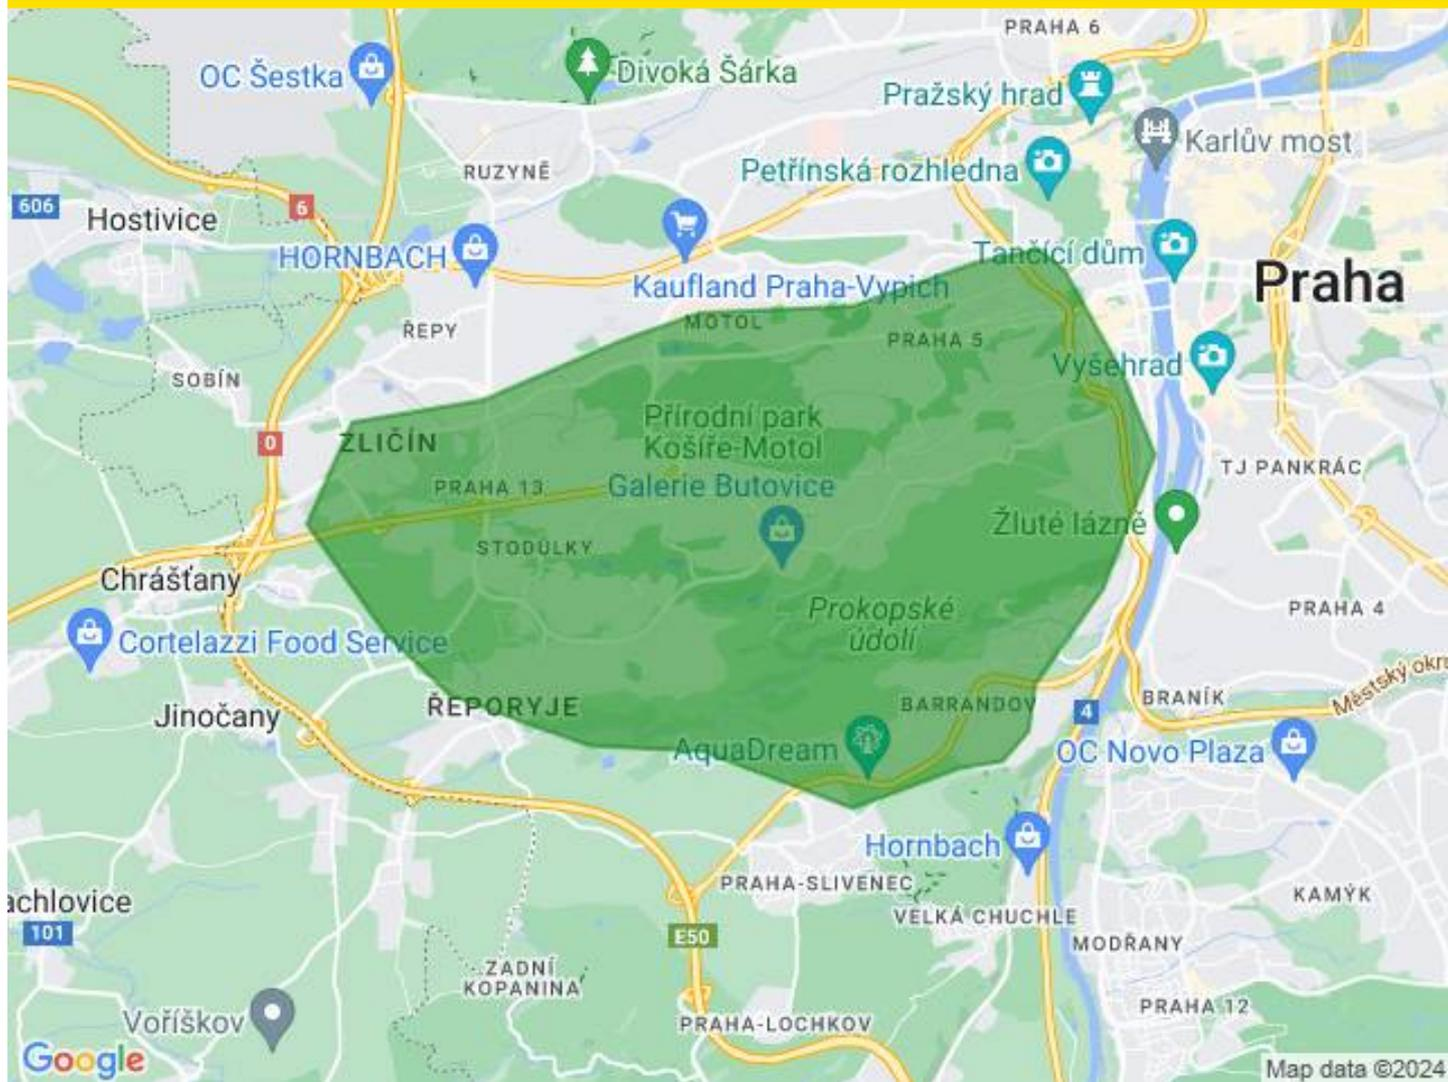 PRAHA 6
OC Šestka
Divoká Šárka
Pražský hrad
Karlův most
RUZYNĚ
Petřínská rozhledna
606
6
Hostivice
HORNBACH
Tančící dům
Kaufland Praha-Vypich
Praha
MOTOL
ŘEPY
PRAHA 5
SOBÍN
Vyšehrad
Přírodní park
Košíře-Motol
0
ZLIČÍN
TJ PANKRÁC
PRAHA 13
Galerie Butovice
Žluté lázně
STODŮLKY
Chrášťany
Prokopské
údolí
PRAHA 4
Cortelazzi Food Service
Městský okr
BRANÍK
ŘEPORYJE
BARRANDOV
4
Jinočany
AquaDream
OC Novo Plaza
Hornbach
PRAHA-SLIVENEC
KAMÝK
achlovice
VELKÁ CHUCHLE
101
E50
MODŘANY
ZADNÍ
KOPANINA
PRAHA 12
Voříškov
PRAHA-LOCHKOV
Google
Map data ©2024